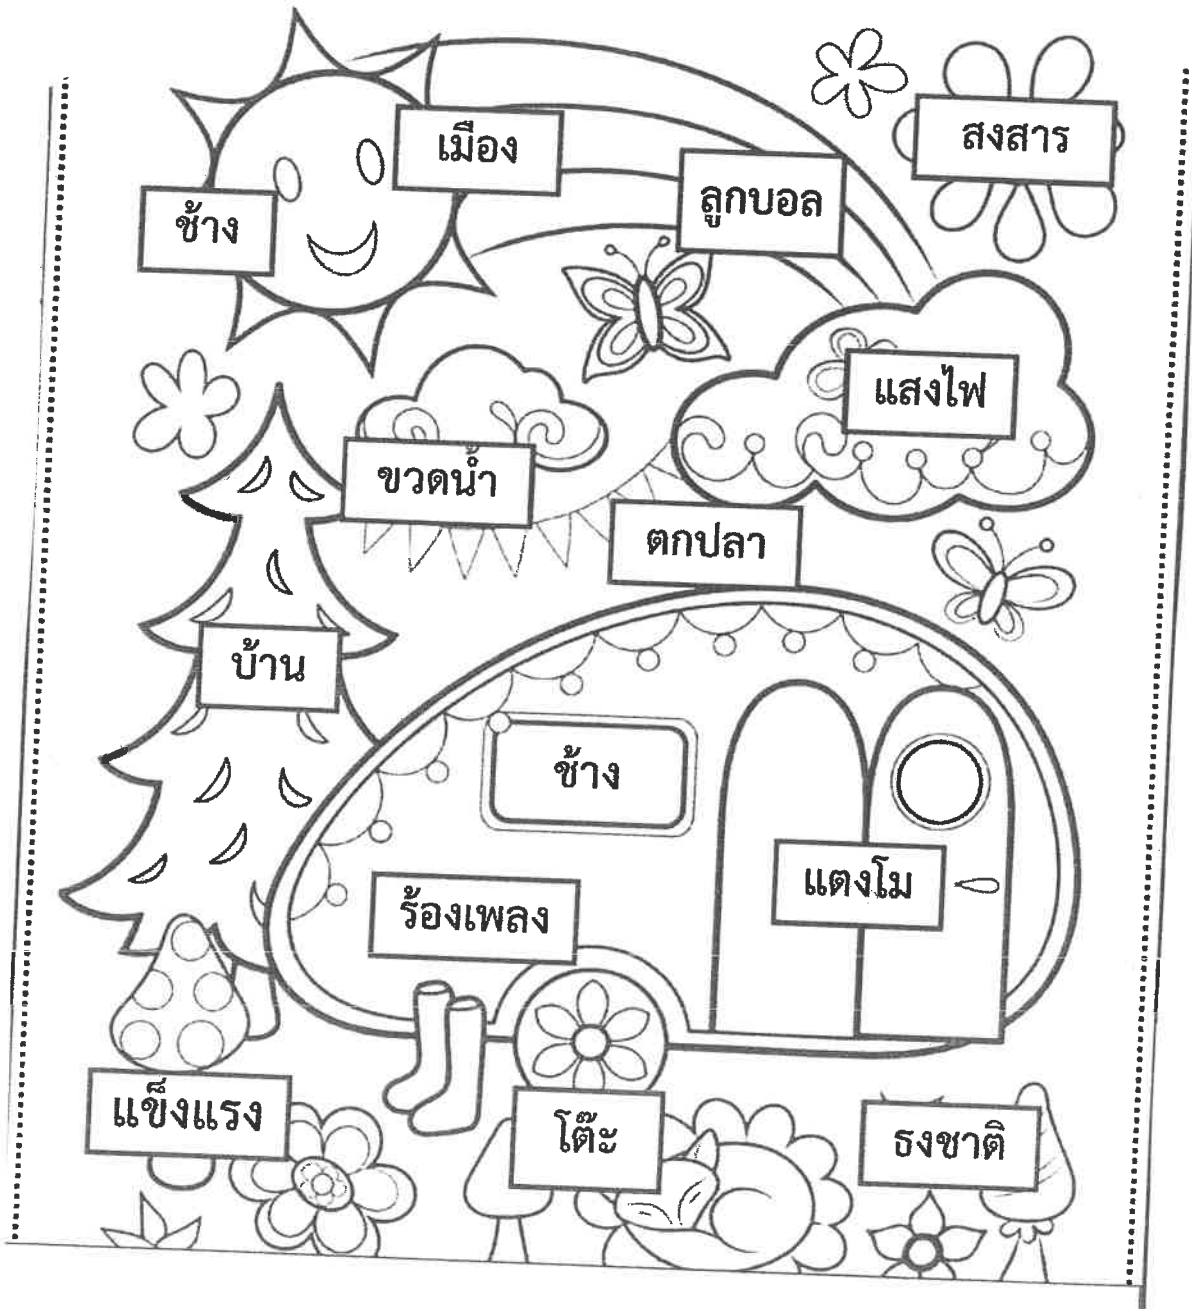 สงสาร
เมือง
ลูกบอล
ช้าง
แสงไฟ
ขวดน้ำ
ตกปลา
บ้าน
ช้าง
แตงโม
ร้องเพลง
แข็งแรง
โต๊ะ
ธงชาติ